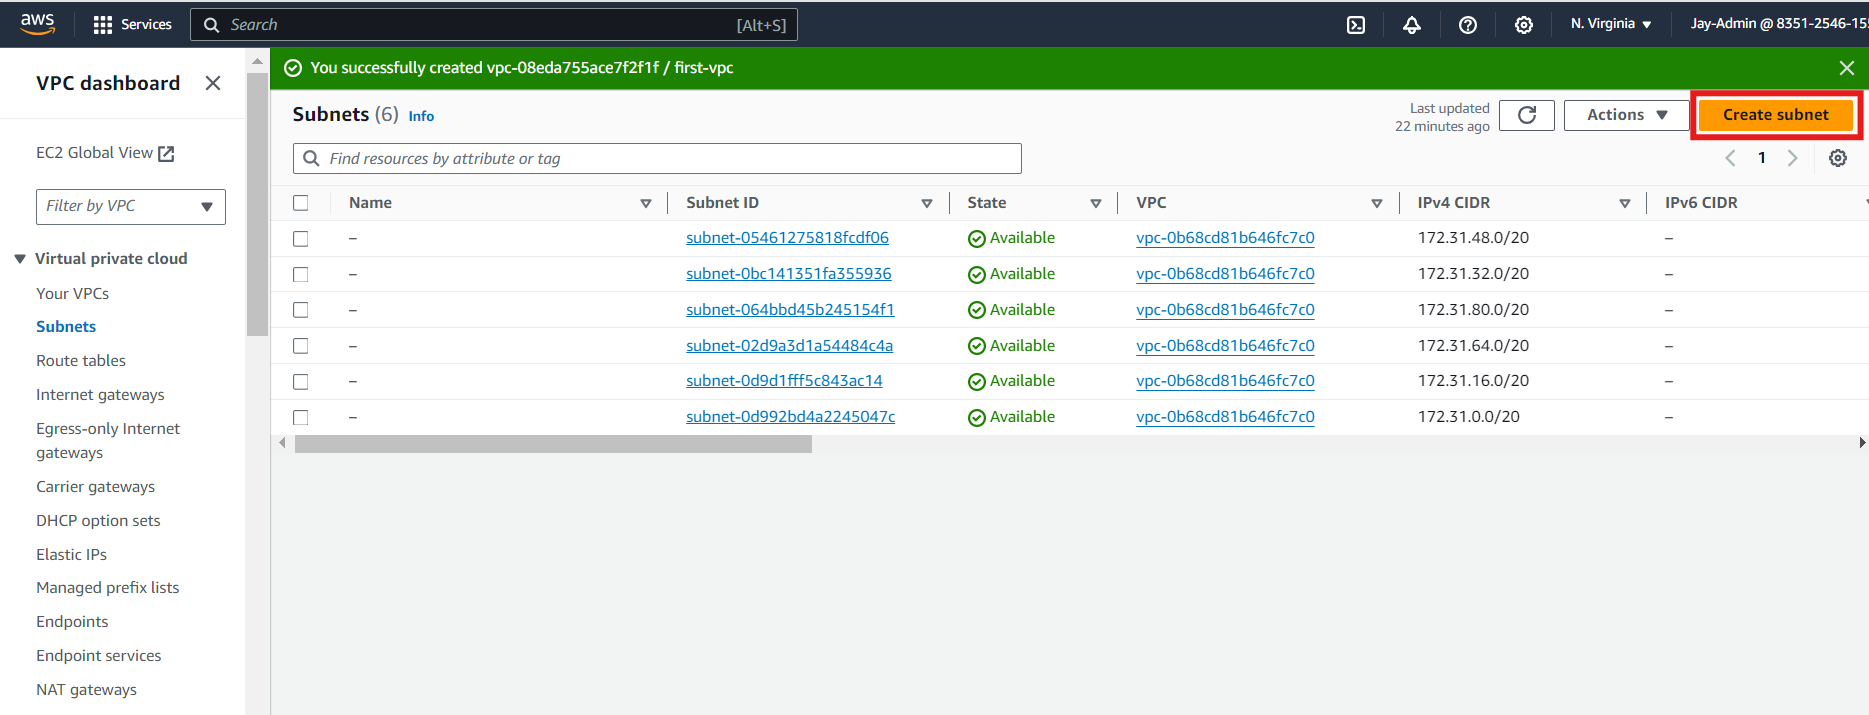 aws Services Search [Alt+S] N. Virginia Jay-Admin @ 8351-2546-15
VPC dashboard
You successfully created vpc-08eda755ace7f2f1f / first-vpc
EC2 Global View
Filter by VPC
Virtual private cloud
Your VPCs
Subnets
Route tables
Internet gateways
Egress-only Internet
gateways
Carrier gateways
DHCP option sets
Elastic IPs
Managed prefix lists
Endpoints
Endpoint services
NAT gateways
Subnets (6) Info
Last updated
22 minutes ago
Actions
Create subnet
Find resources by attribute or tag
1
Name Subnet ID State VPC IPv4 CIDR IPv6 CIDR
– subnet-05461275818fcdf06 Available vpc-0b68cd81b646fc7c0 172.31.48.0/20 –
– subnet-0bc141351fa355936 Available vpc-0b68cd81b646fc7c0 172.31.32.0/20 –
– subnet-064bbd45b245154f1 Available vpc-0b68cd81b646fc7c0 172.31.80.0/20 –
– subnet-02d9a3d1a54484c4a Available vpc-0b68cd81b646fc7c0 172.31.64.0/20 –
– subnet-0d9d1fff5c843ac14 Available vpc-0b68cd81b646fc7c0 172.31.16.0/20 –
– subnet-0d992bd4a2245047c Available vpc-0b68cd81b646fc7c0 172.31.0.0/20 –